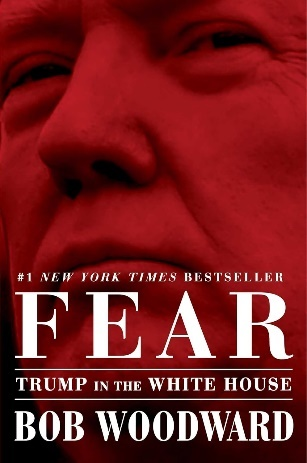 #1 NEW YORK TIMES BESTSELLER
FEAR
TRUMP IN THE WHITE HOUSE
BOB WOODWARD